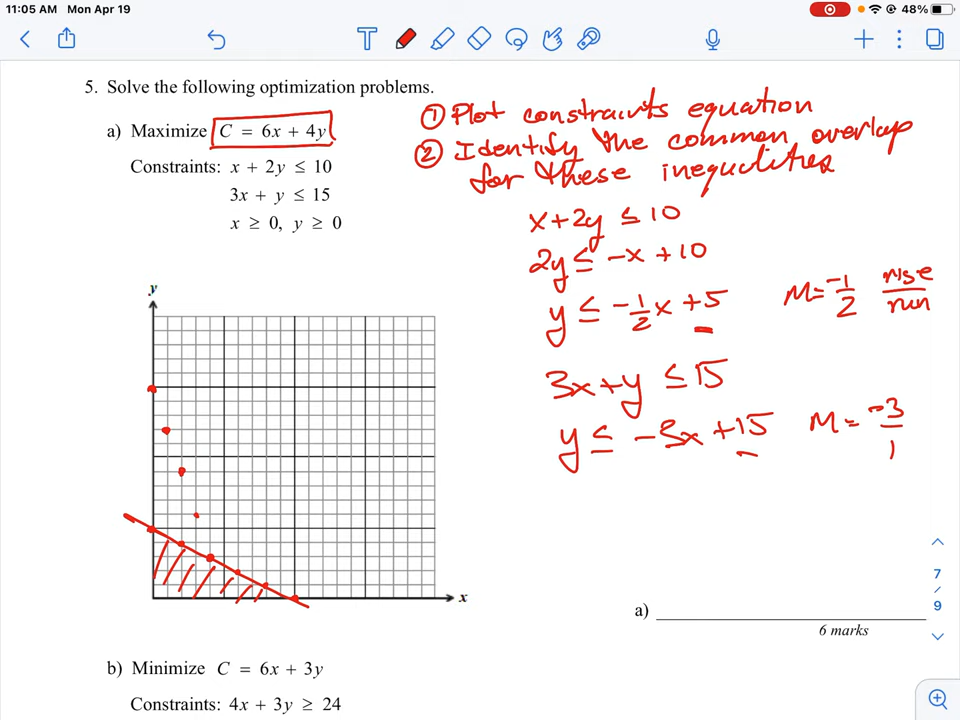 11:05 AM Mon Apr 19
48%
T
5. Solve the following optimization problems.
a) Maximize C = 6x + 4y
Constraints: x + 2y ≤ 10
3x + y ≤ 15
x ≥ 0, y ≥ 0
① Plot constraints equation
② Identify the common overlap
for these inequalities
x + 2y ≤ 10
2y ≤ -x + 10
y ≤ -1/2 x + 5
M = -1/2 rise/run
3x + y ≤ 15
y ≤ -3x + 15
M = -3/1
y
x
a)
6 marks
7
/
9
b) Minimize C = 6x + 3y
Constraints: 4x + 3y ≥ 24